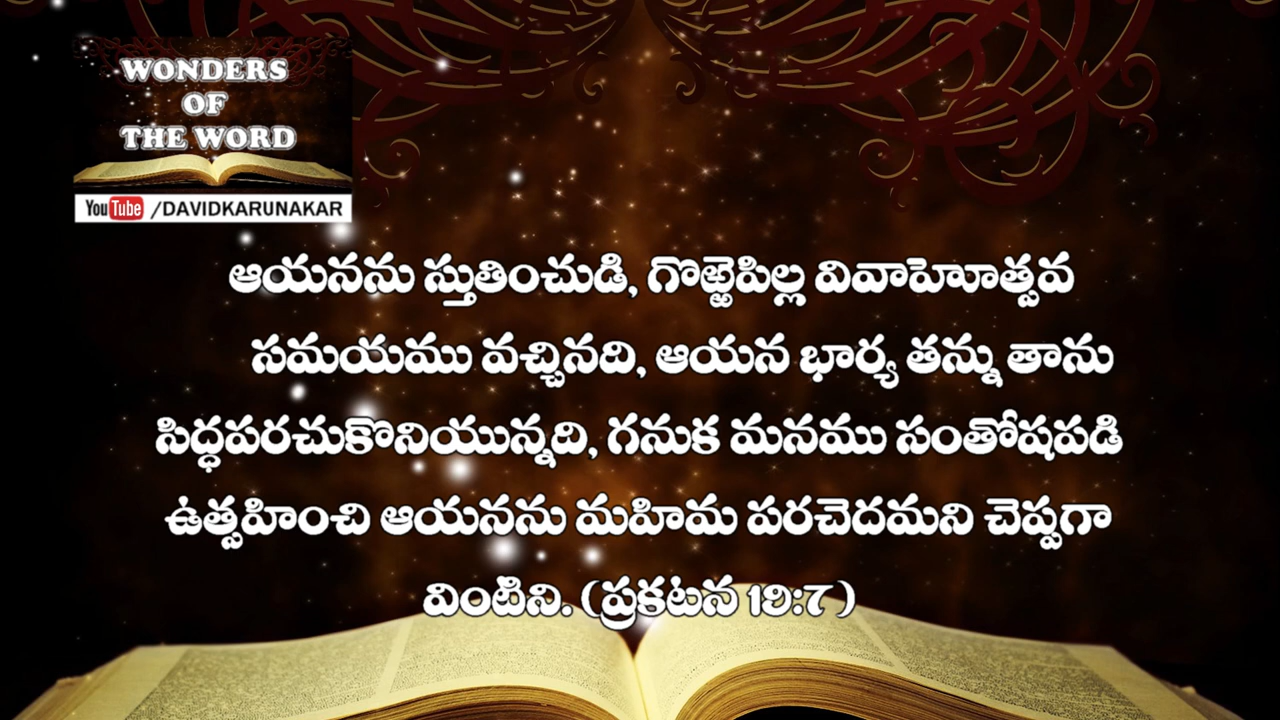 WONDERS
OF
THE WORD
YouTube /DAVIDKARUNAKAR
ఆయనను స్తుతించుడి, గొఱ్ఱెపిల్ల వివాహోత్సవ
సమయము వచ్చినది, ఆయన భార్య తన్ను తాను
సిద్ధపరచుకొనియున్నది, గనుక మనము సంతోషపడి
ఉత్సహించి ఆయనను మహిమ పరచెదమని చెప్పగా
వింటిని. (ప్రకటన 19:7)